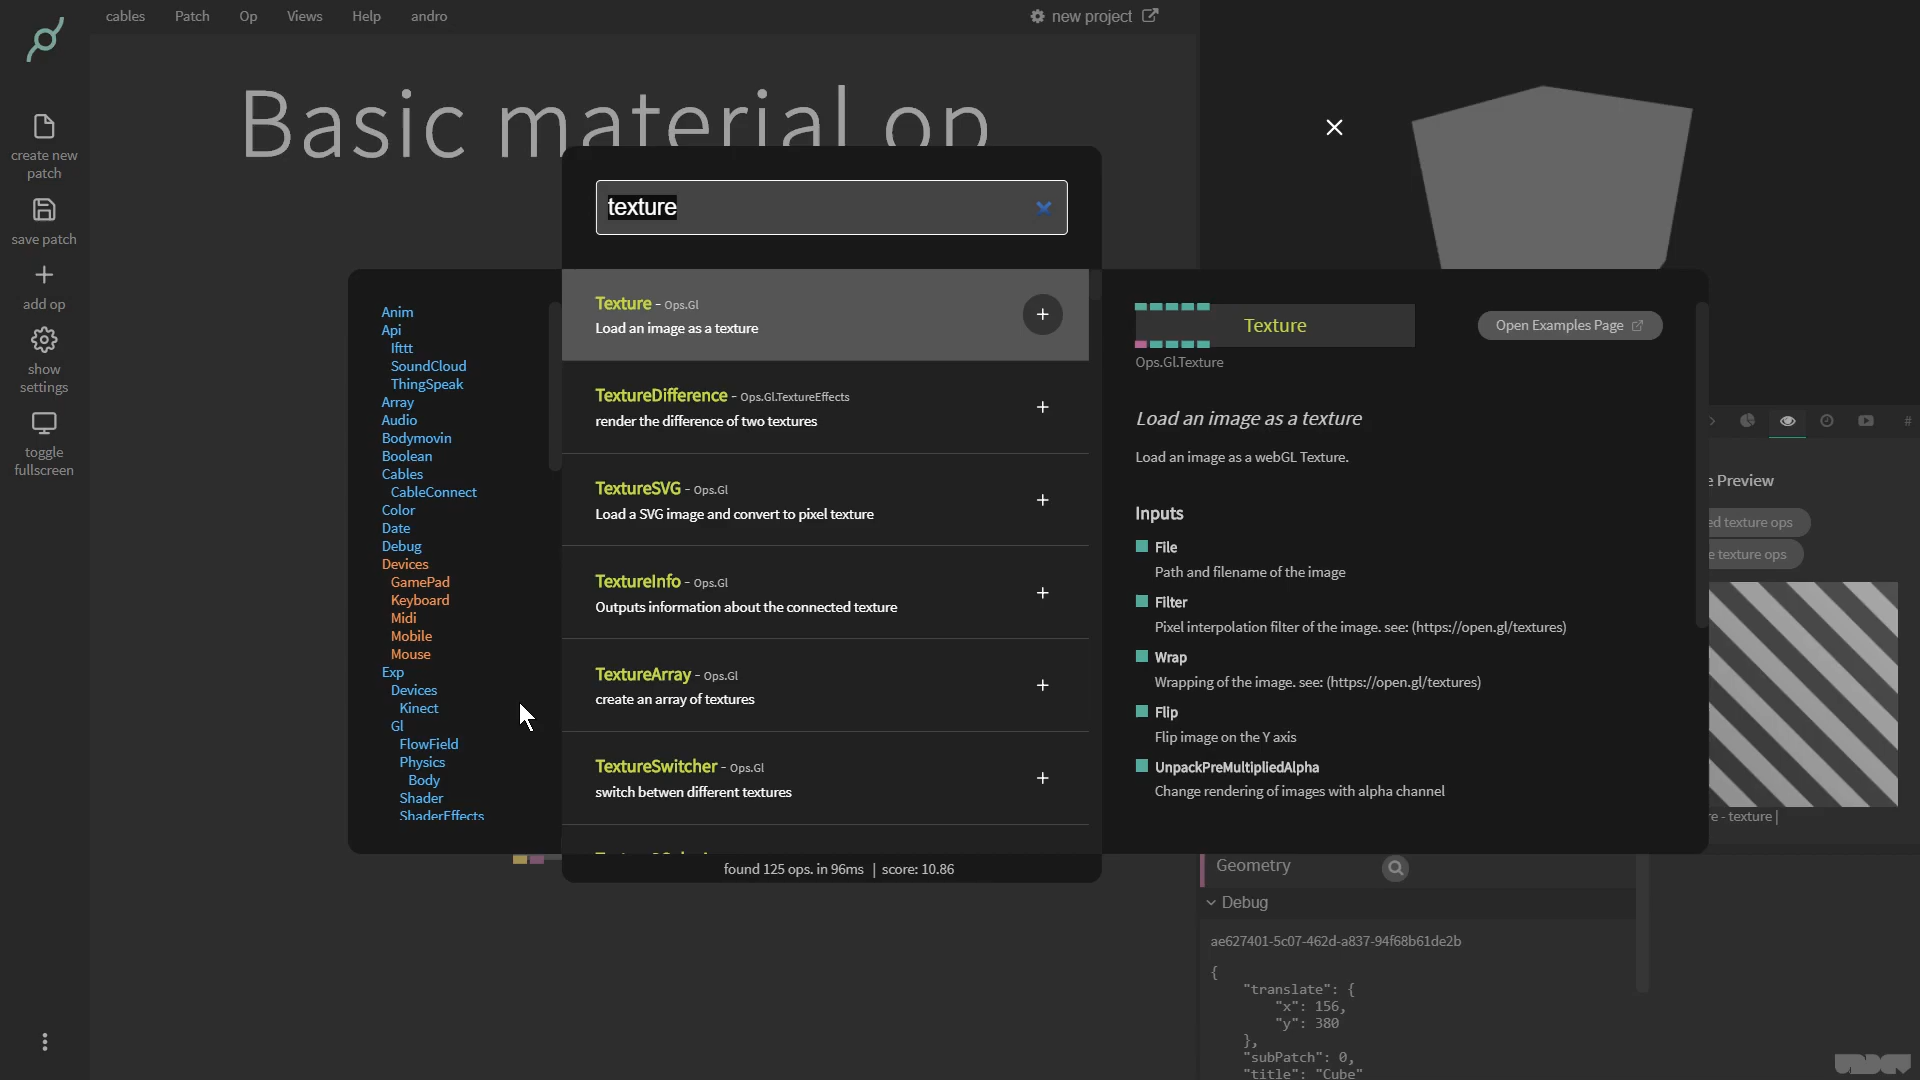 cables Patch Op Views Help andro new project
Basic material op
create new
patch
save patch
add op
show
settings
toggle
fullscreen
texture
Anim
Api
Ifttt
SoundCloud
ThingSpeak
Array
Audio
Bodymovin
Boolean
Cables
CableConnect
Color
Date
Debug
Devices
GamePad
Keyboard
Midi
Mobile
Mouse
Exp
Devices
Kinect
Gl
FlowField
Physics
Body
Shader
ShaderEffects
Texture - Ops.Gl
Load an image as a texture
TextureDifference - Ops.Gl.TextureEffects
render the difference of two textures
TextureSVG - Ops.Gl
Load a SVG image and convert to pixel texture
TextureInfo - Ops.Gl
Outputs information about the connected texture
TextureArray - Ops.Gl
create an array of textures
TextureSwitcher - Ops.Gl
switch betwen different textures
found 125 ops. in 96ms | score: 10.86
Texture
Open Examples Page
Ops.Gl.Texture
Load an image as a texture
Load an image as a webGL Texture.
Inputs
File
Path and filename of the image
Filter
Pixel interpolation filter of the image. see: (https://open.gl/textures)
Wrap
Wrapping of the image. see: (https://open.gl/textures)
Flip
Flip image on the Y axis
UnpackPreMultipliedAlpha
Change rendering of images with alpha channel
#
e Preview
ed texture ops
e texture ops
re - texture |
Geometry
Debug
ae627401-5c07-462d-a837-94f68b61de2b
{
"translate": {
"x": 156,
"y": 380
},
"subPatch": 0,
"title": "Cube"